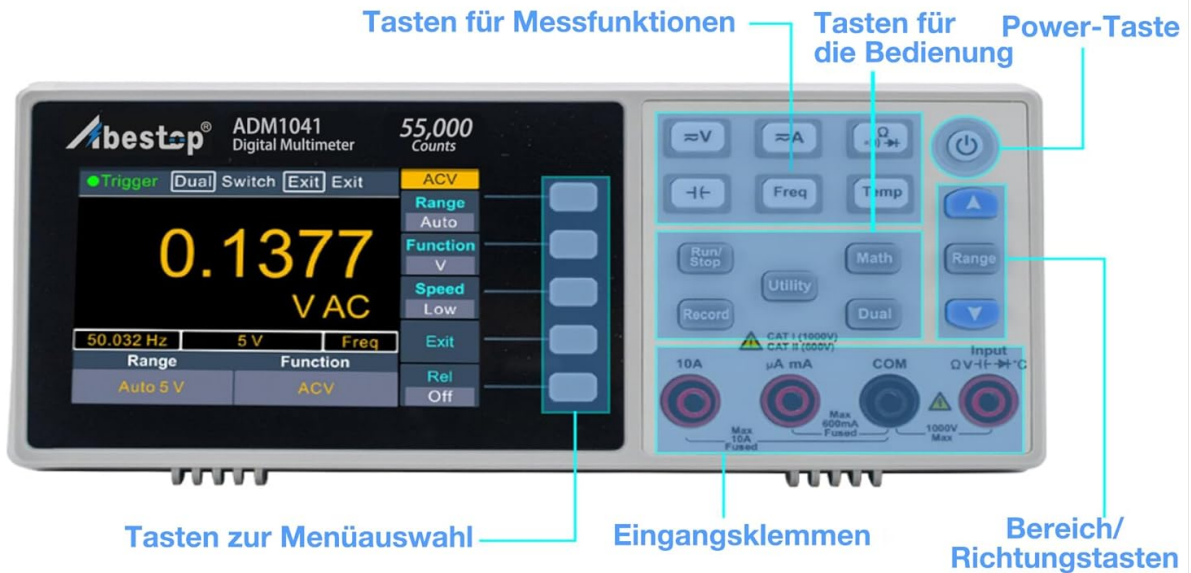 Tasten für Messfunktionen
Tasten für
die Bedienung
Power-Taste
Abestop®
ADM1041
Digital Multimeter
55,000
Counts
Trigger Dual Switch Exit Exit
ACV
Range
Auto
0.1377
V AC
Function
V
Speed
Low
50.032 Hz 5 V Freq
Exit
Range Function
Auto 5 V ACV
Rel
Off
≂V ≂A Ω
Freq Temp
Run/
Stop
Math
Range
Utility
Record
Dual
CAT I (1000V)
CAT II (600V)
10A µA mA COM Input
Ω V °C
Max
10A
Fused
Max
600mA
Fused
1000V
Max
Tasten zur Menüauswahl
Eingangsklemmen
Bereich/
Richtungstasten